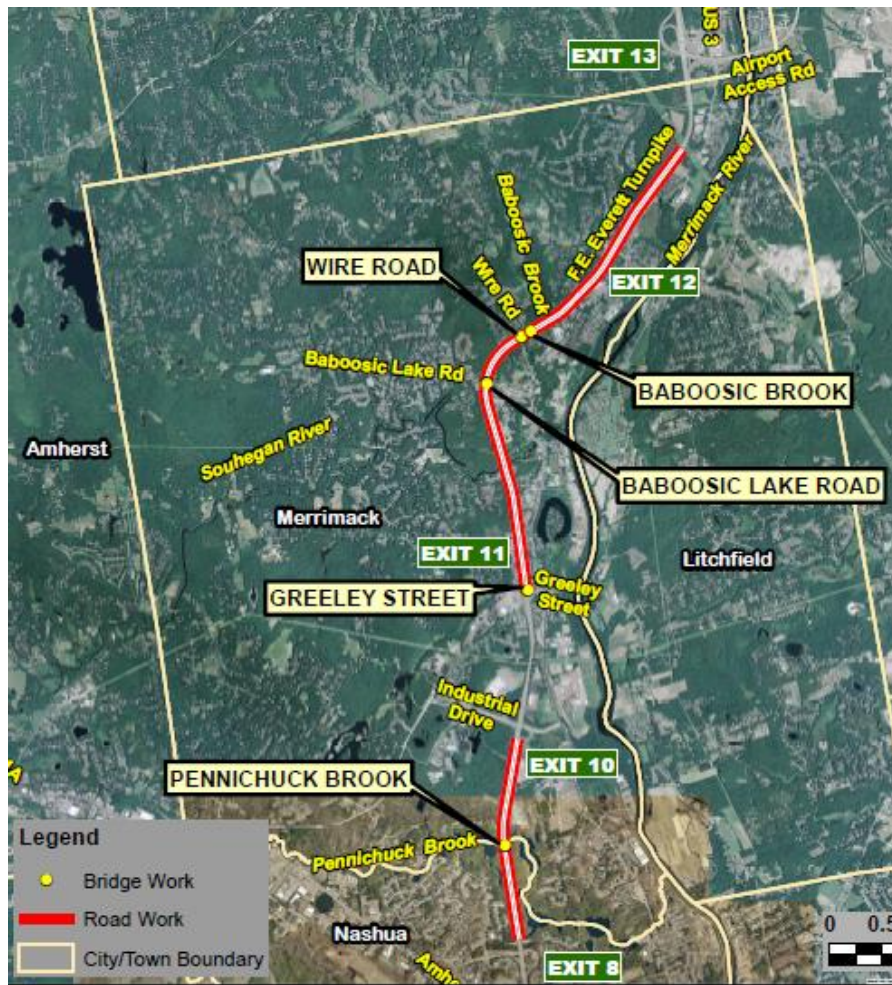 US 3
EXIT 13
Airport
Access Rd
F.E. Everett Turnpike
Merrimack River
Baboosic Brook
WIRE ROAD
Wire Rd
EXIT 12
Baboosic Lake Rd
BABOOSIC BROOK
Amherst
Souhegan River
BABOOSIC LAKE ROAD
Merrimack
EXIT 11
Litchfield
GREELEY STREET
Greeley
Street
Industrial
Drive
EXIT 10
PENNICHUCK BROOK
Legend
Bridge Work
Road Work
City/Town Boundary
Pennichuck Brook
Nashua
EXIT 8
0 0.5